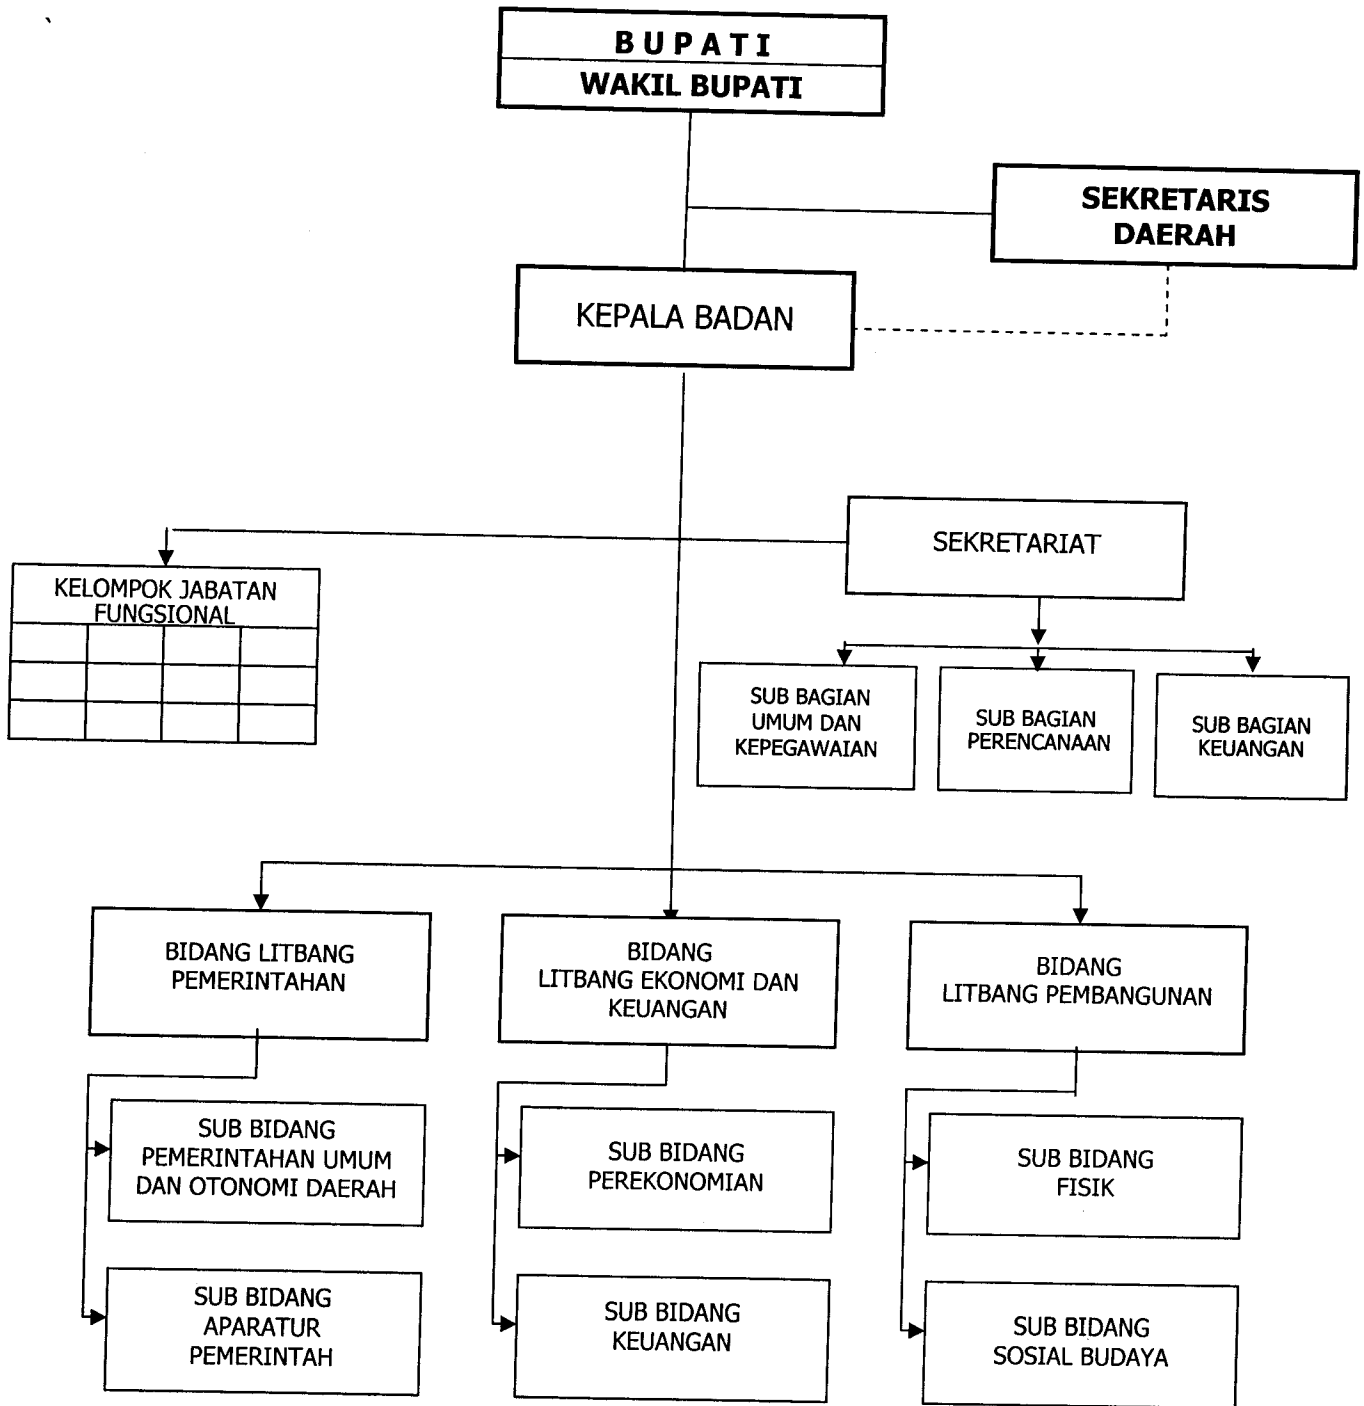 B U P A T I
WAKIL BUPATI
SEKRETARIS
DAERAH
KEPALA BADAN
SEKRETARIAT
KELOMPOK JABATAN
FUNGSIONAL
SUB BAGIAN
UMUM DAN
KEPEGAWAIAN
SUB BAGIAN
PERENCANAAN
SUB BAGIAN
KEUANGAN
BIDANG LITBANG
PEMERINTAHAN
BIDANG
LITBANG EKONOMI DAN
KEUANGAN
BIDANG
LITBANG PEMBANGUNAN
SUB BIDANG
PEMERINTAHAN UMUM
DAN OTONOMI DAERAH
SUB BIDANG
PEREKONOMIAN
SUB BIDANG
FISIK
SUB BIDANG
APARATUR
PEMERINTAH
SUB BIDANG
KEUANGAN
SUB BIDANG
SOSIAL BUDAYA